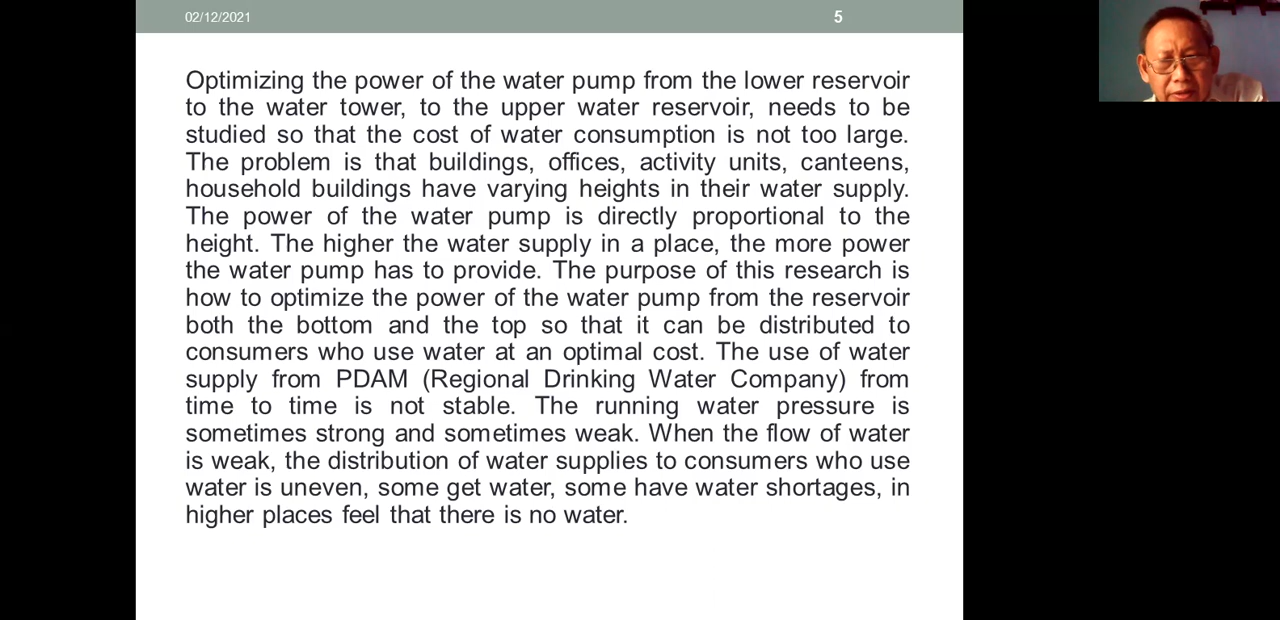 02/12/2021 5
Optimizing the power of the water pump from the lower reservoir
to the water tower, to the upper water reservoir, needs to be
studied so that the cost of water consumption is not too large.
The problem is that buildings, offices, activity units, canteens,
household buildings have varying heights in their water supply.
The power of the water pump is directly proportional to the
height. The higher the water supply in a place, the more power
the water pump has to provide. The purpose of this research is
how to optimize the power of the water pump from the reservoir
both the bottom and the top so that it can be distributed to
consumers who use water at an optimal cost. The use of water
supply from PDAM (Regional Drinking Water Company) from
time to time is not stable. The running water pressure is
sometimes strong and sometimes weak. When the flow of water
is weak, the distribution of water supplies to consumers who use
water is uneven, some get water, some have water shortages, in
higher places feel that there is no water.